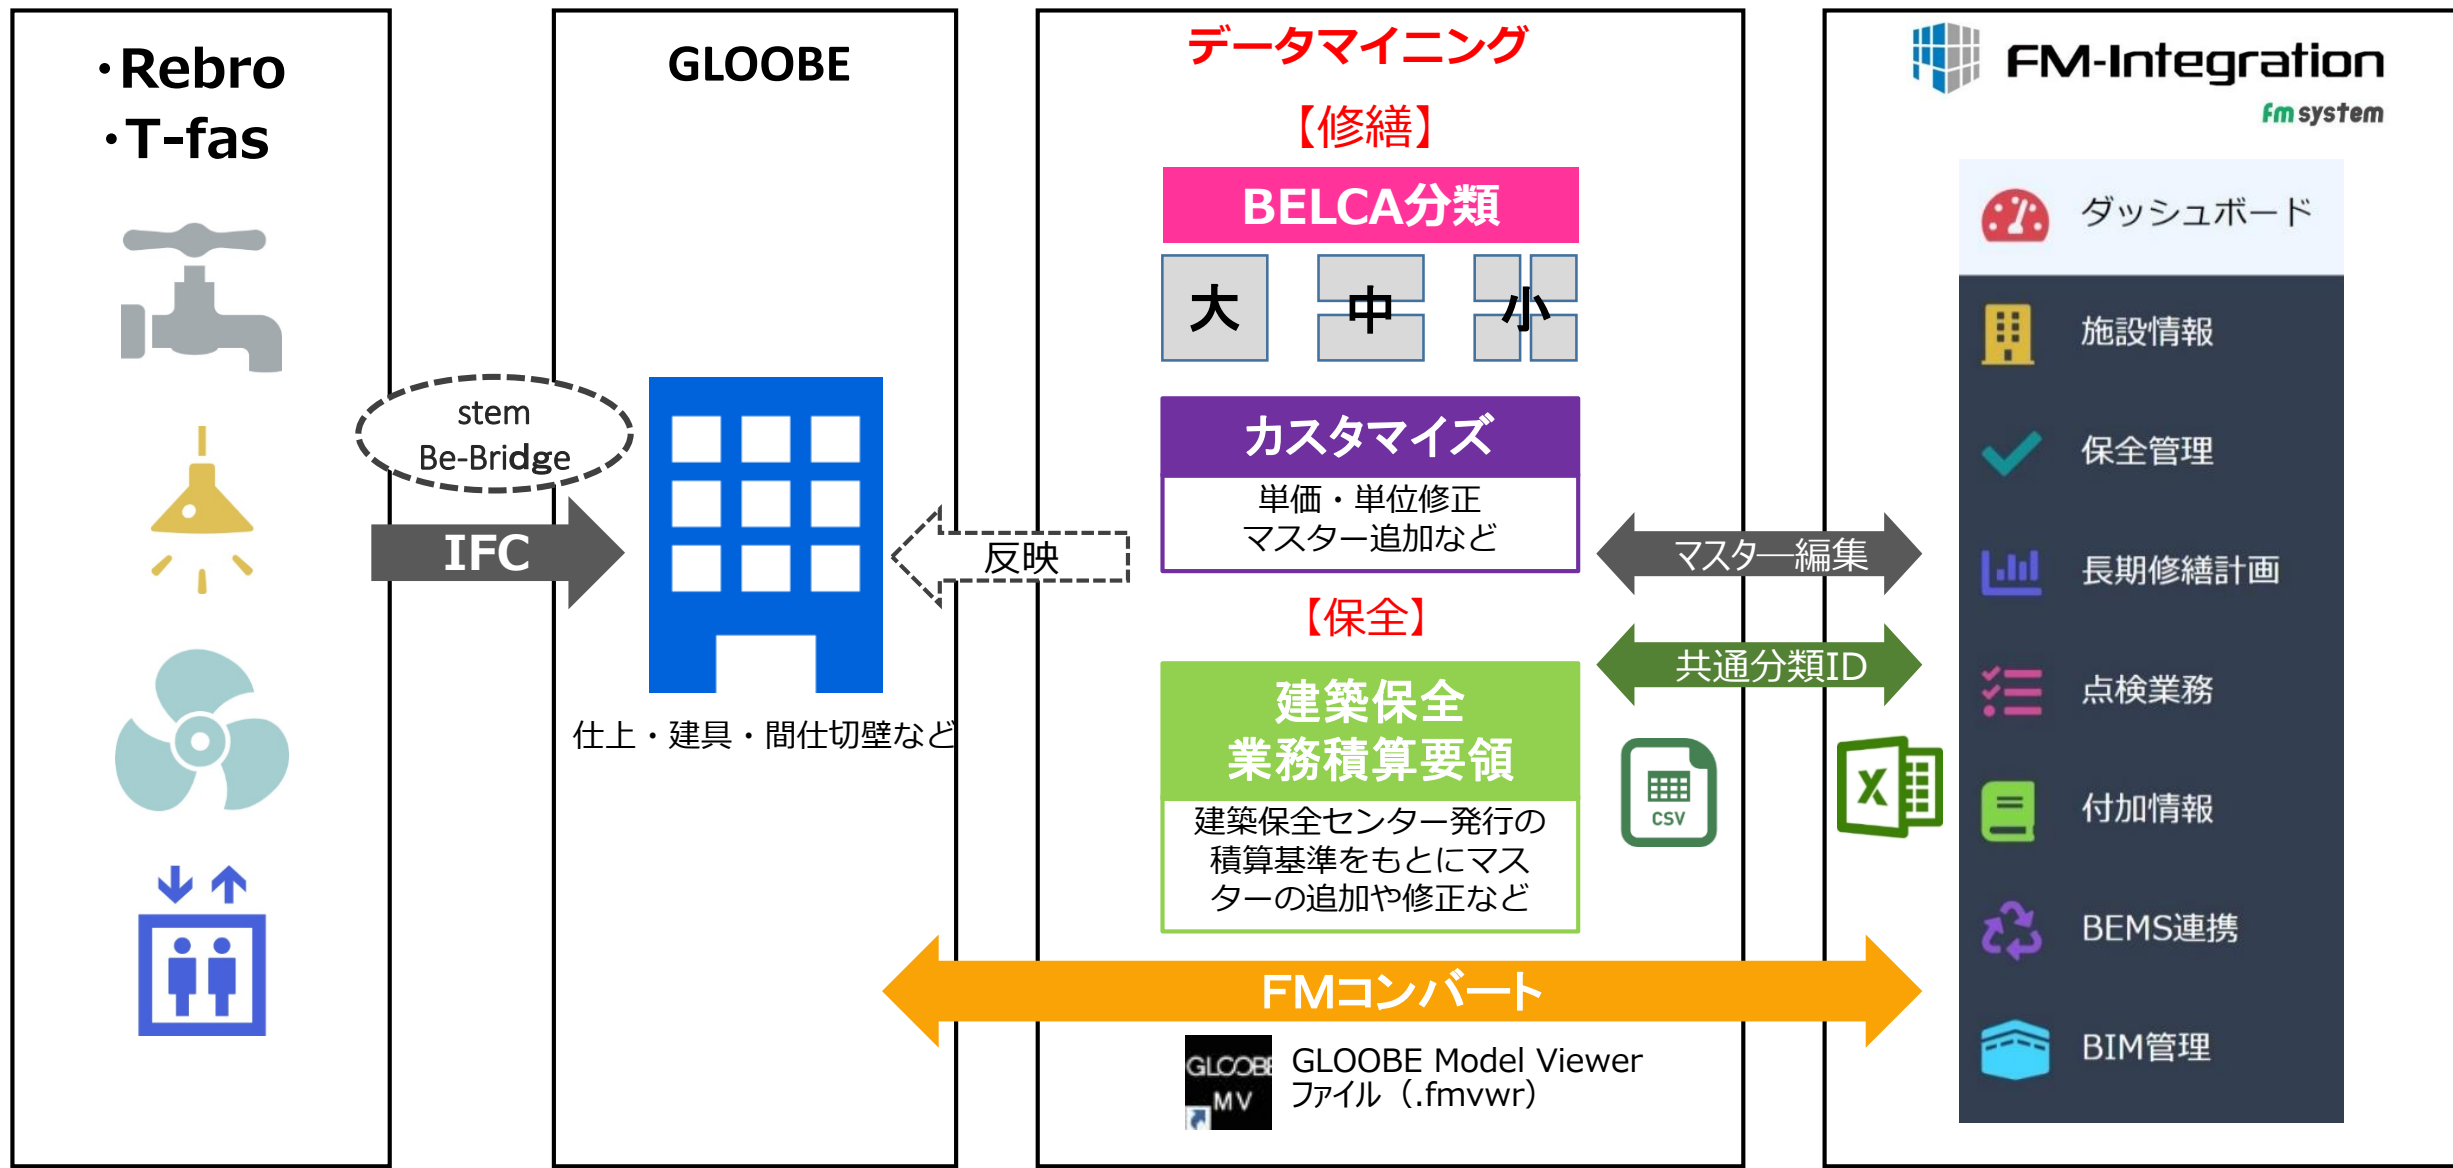 ・Rebro
・T-fas
stem
Be-Bridge
IFC
GLOOBE
仕上・建具・間仕切壁など
反映
データマイニング
【修繕】
BELCA分類
大 中 小
カスタマイズ
単価・単位修正
マスター追加など
【保全】
建築保全
業務積算要領
建築保全センター発行の
積算基準をもとにマス
ターの追加や修正など
マスター編集
共通分類ID
CSV
X
FMコンバート
GLOOBE
MV
GLOOBE Model Viewer
ファイル（.fmvwr）
FM-Integration
fm system
ダッシュボード
施設情報
保全管理
長期修繕計画
点検業務
付加情報
BEMS連携
BIM管理